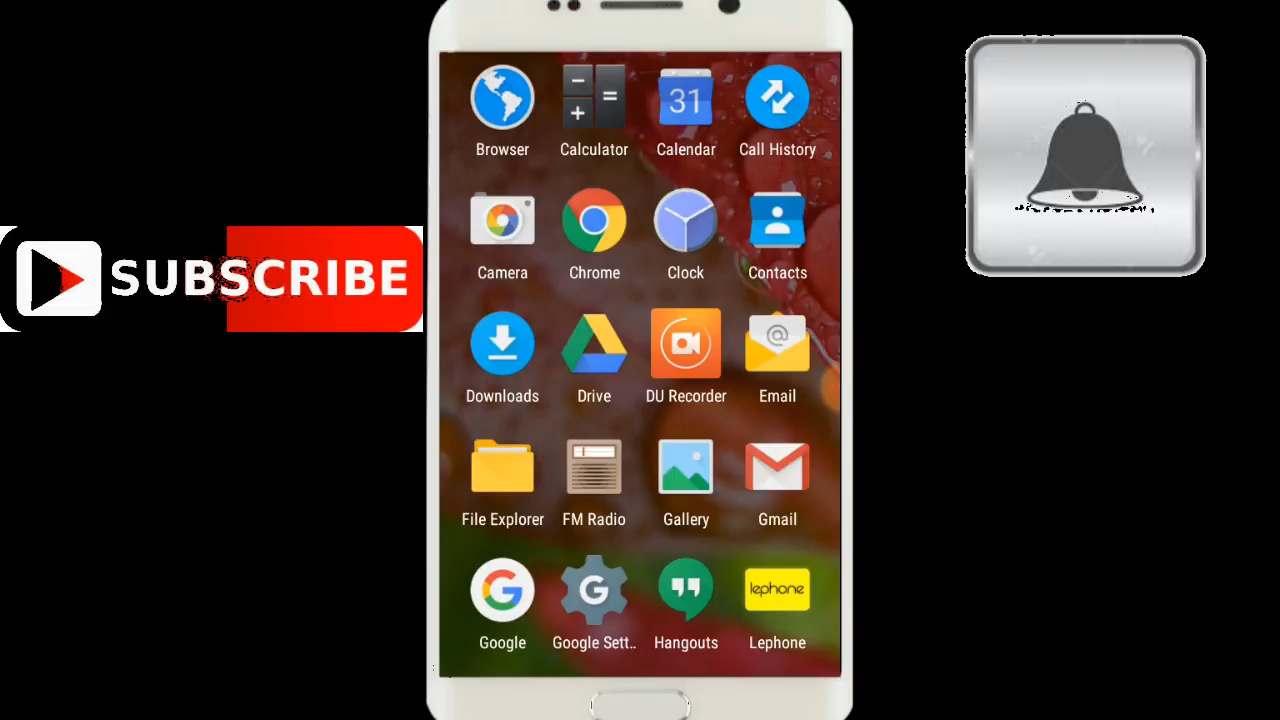 31
Browser Calculator Calendar Call History
Camera Chrome Clock Contacts
SUBSCRIBE
@
Downloads Drive DU Recorder Email
File Explorer FM Radio Gallery Gmail
G G lephone
Google Google Sett.. Hangouts Lephone